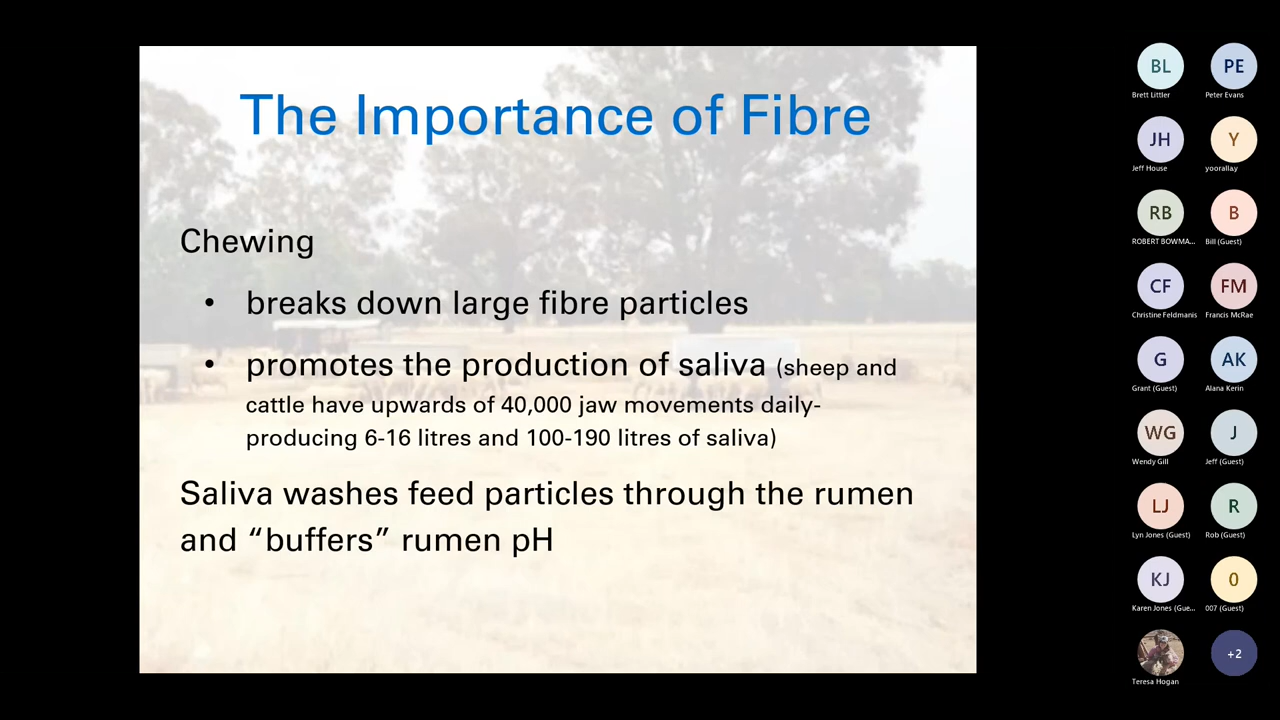 The Importance of Fibre
Chewing
• breaks down large fibre particles
• promotes the production of saliva (sheep and
cattle have upwards of 40,000 jaw movements daily-
producing 6-16 litres and 100-190 litres of saliva)
Saliva washes feed particles through the rumen
and “buffers” rumen pH
BL PE
Brett Littler Peter Evans
JH Y
Jeff House yoorallay
RB B
ROBERT BOWMA... Bill (Guest)
CF FM
Christine Feldmanis Francis McRae
G AK
Grant (Guest) Alana Kerin
WG J
Wendy Gill Jeff (Guest)
LJ R
Lyn Jones (Guest) Rob (Guest)
KJ 0
Karen Jones (Gue... 007 (Guest)
+2
Teresa Hogan